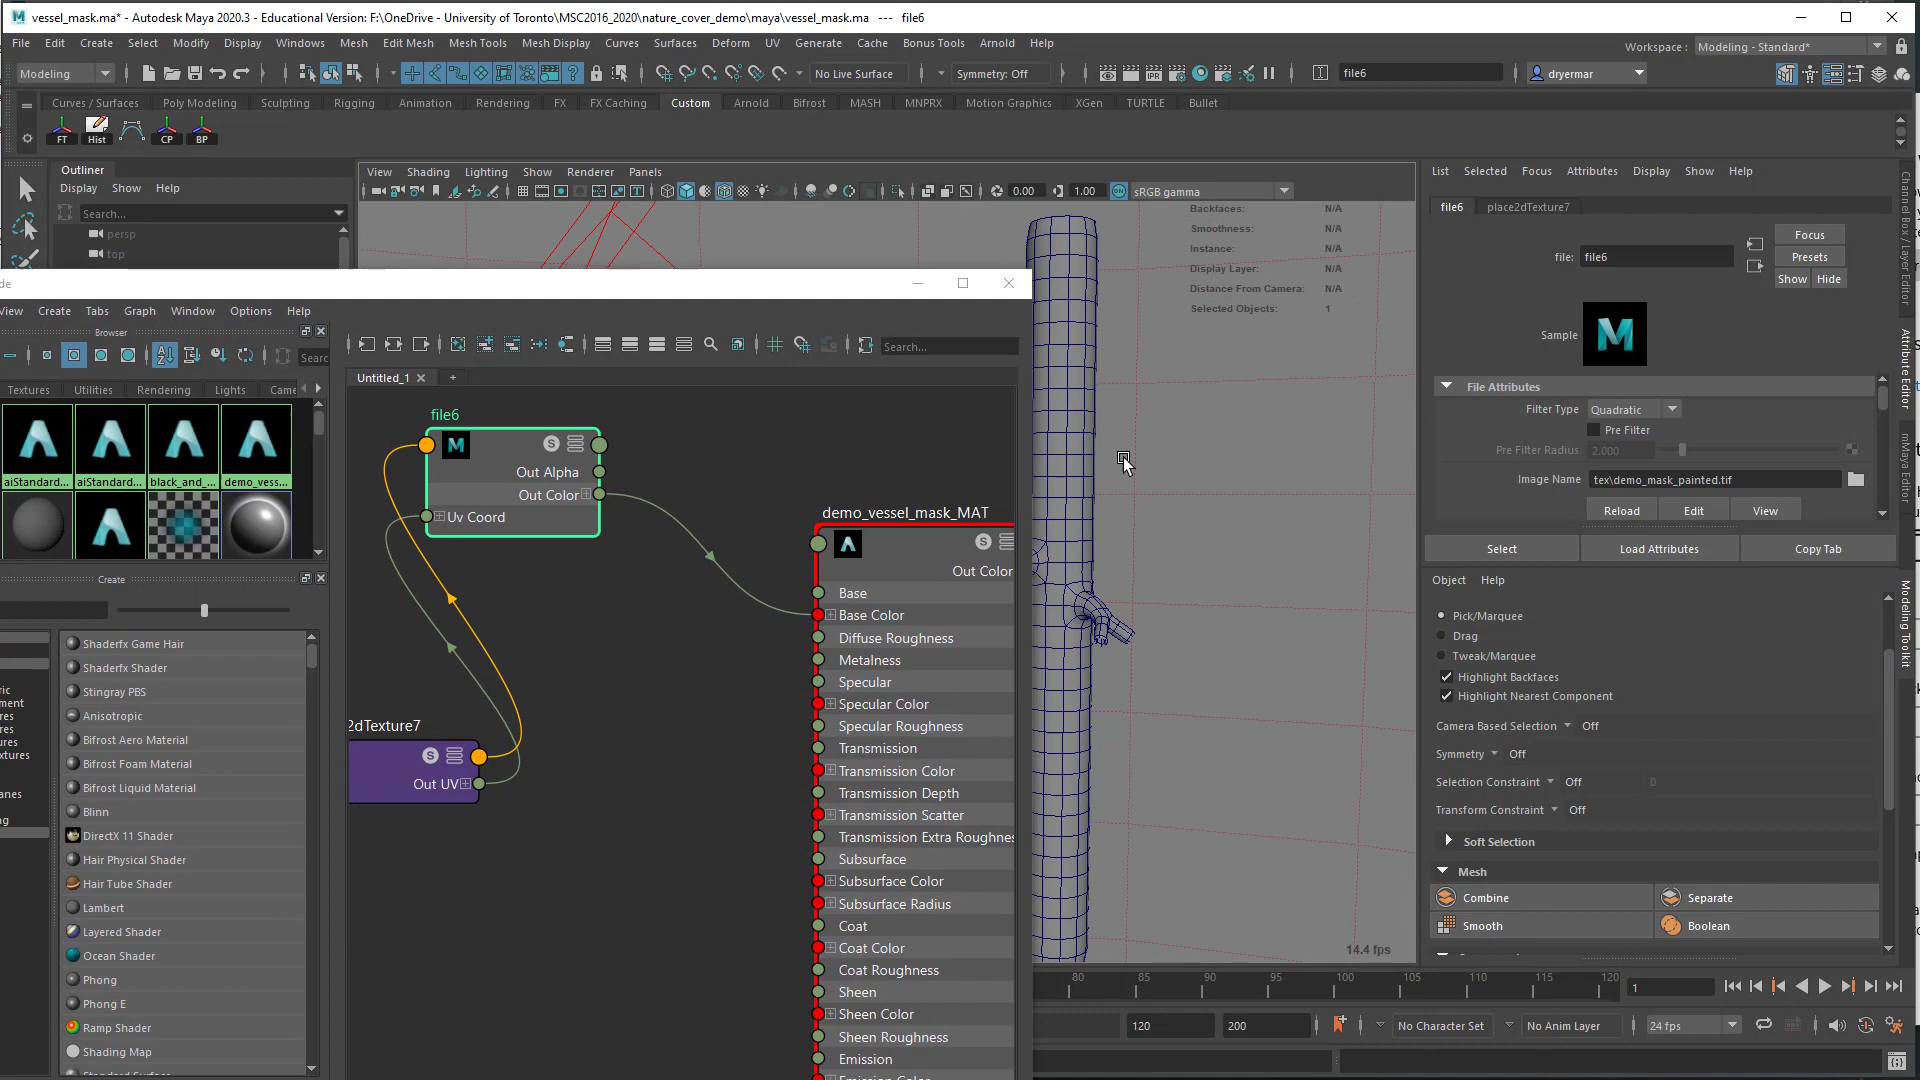 vessel_mask.ma* - Autodesk Maya 2020.3 - Educational Version: F:\OneDrive - University of Toronto\MSC2016_2020\nature_cover_demo\maya\vessel_mask.ma --- file6
File Edit Create Select Modify Display Windows Mesh Edit Mesh Mesh Tools Mesh Display Curves Surfaces Deform UV Generate Cache Bonus Tools Arnold Help
Workspace : Modeling - Standard*
Modeling No Live Surface Symmetry: Off file6 dryermar
Curves / Surfaces Poly Modeling Sculpting Rigging Animation Rendering FX FX Caching Custom Arnold Bifrost MASH MNPRX Motion Graphics XGen TURTLE Bullet
FT Hist CP BP
Outliner
Display Show Help
Search...
persp
top
View Shading Lighting Show Renderer Panels
0.00 1.00 sRGB gamma
Backfaces: N/A
Smoothness: N/A
Instance: N/A
Display Layer: N/A
Distance From Camera: N/A
Selected Objects: 1
14.4 fps
de
View Create Tabs Graph Window Options Help
Browser
Searc
Textures Utilities Rendering Lights Came
aiStandard... aiStandard... black_and_... demo_vess...
Create
Shaderfx Game Hair
Shaderfx Shader
Stingray PBS
Anisotropic
Bifrost Aero Material
Bifrost Foam Material
Bifrost Liquid Material
Blinn
DirectX 11 Shader
Hair Physical Shader
Hair Tube Shader
Lambert
Layered Shader
Ocean Shader
Phong
Phong E
Ramp Shader
Shading Map
Search...
Untitled_1 +
file6
Out Alpha
Out Color
Uv Coord
2dTexture7
Out UV
demo_vessel_mask_MAT
Out Color
Base
Base Color
Diffuse Roughness
Metalness
Specular
Specular Color
Specular Roughness
Transmission
Transmission Color
Transmission Depth
Transmission Scatter
Transmission Extra Roughnes
Subsurface
Subsurface Color
Subsurface Radius
Coat
Coat Color
Coat Roughness
Sheen
Sheen Color
Sheen Roughness
Emission
List Selected Focus Attributes Display Show Help
file6 place2dTexture7
file: file6
Focus
Presets
Show Hide
Sample
File Attributes
Filter Type Quadratic
Pre Filter
Pre Filter Radius 2.000
Image Name tex\demo_mask_painted.tif
Reload Edit View
Select Load Attributes Copy Tab
Object Help
Pick/Marquee
Drag
Tweak/Marquee
Highlight Backfaces
Highlight Nearest Component
Camera Based Selection Off
Symmetry Off
Selection Constraint Off 0
Transform Constraint Off
Soft Selection
Mesh
Combine Separate
Smooth Boolean
Channel Box / Layer Editor
Attribute Editor
mMaya Editor
Modeling Toolkit
80 85 90 95 100 105 110 115 120
1
120 200 No Character Set No Anim Layer 24 fps